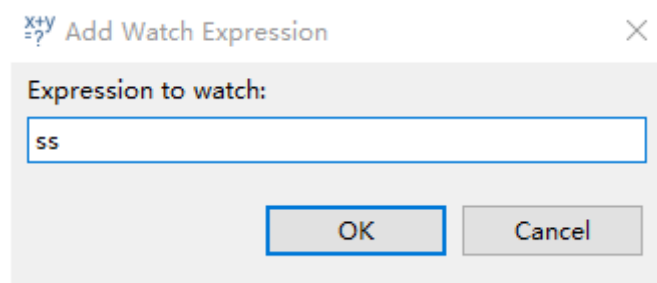 x+y
=?
Add Watch Expression
Expression to watch:
ss
OK
Cancel